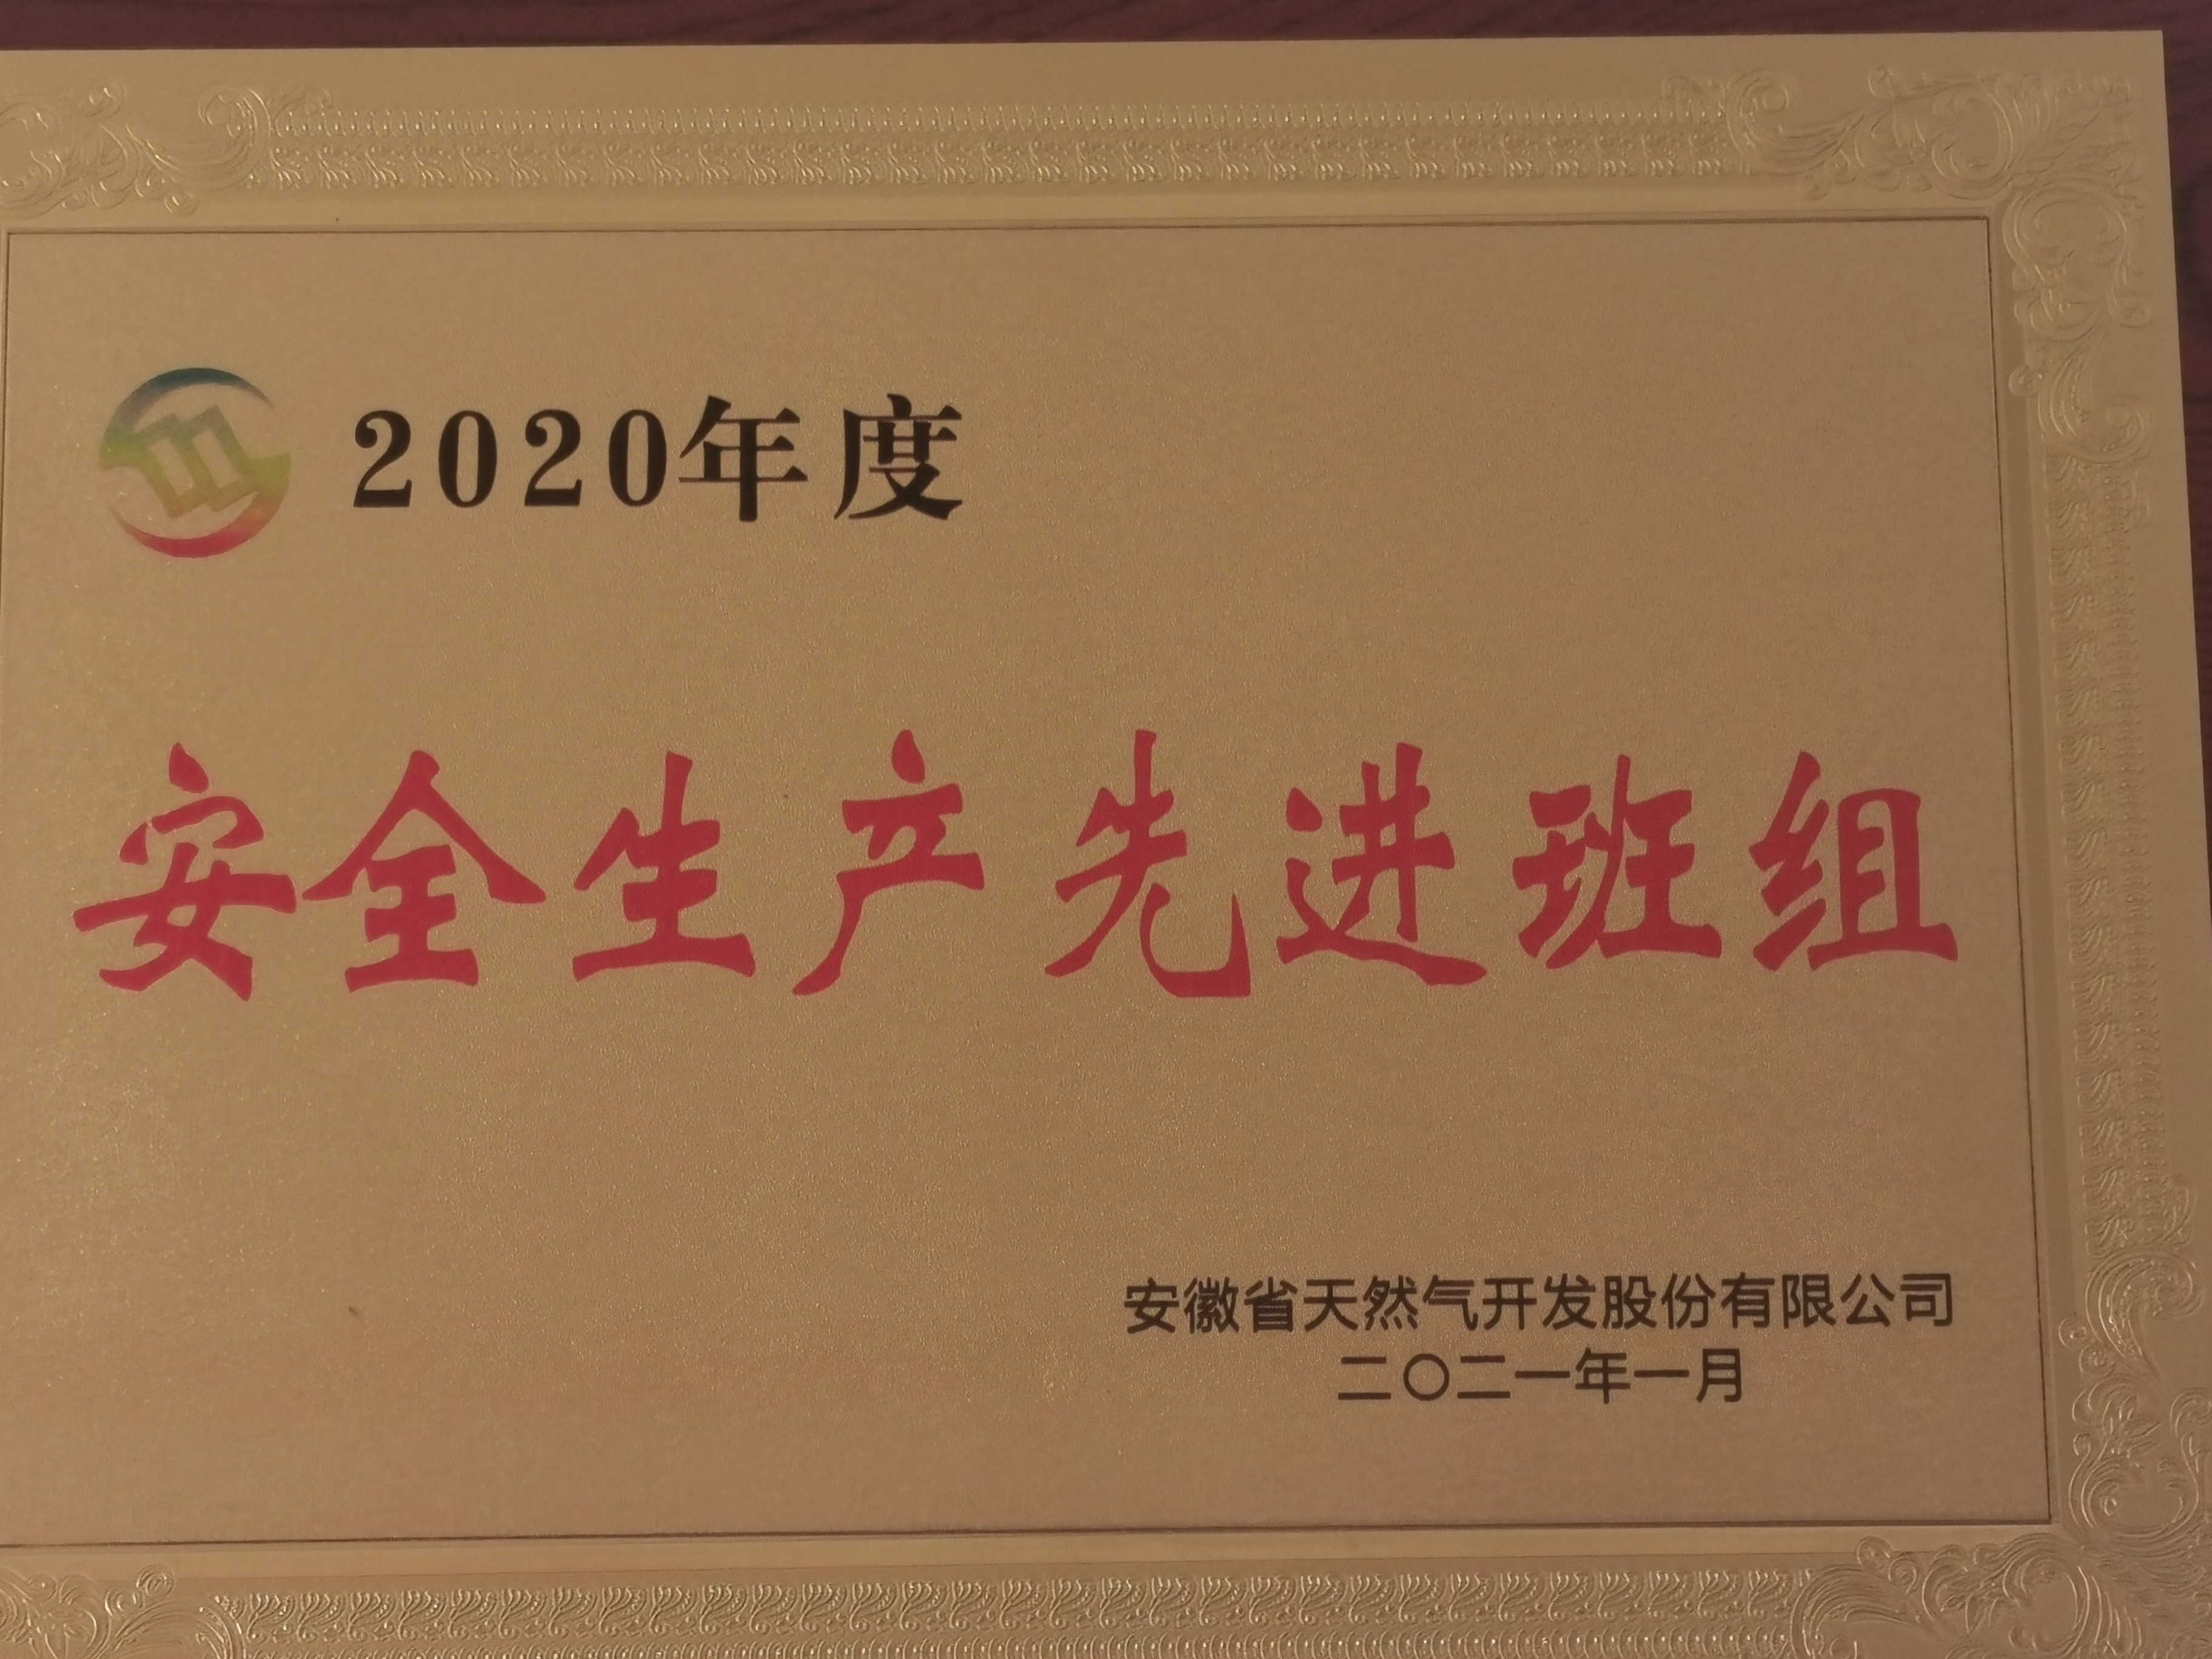 2020年度
安全生产先进班组
安徽省天然气开发股份有限公司
二〇二一年一月